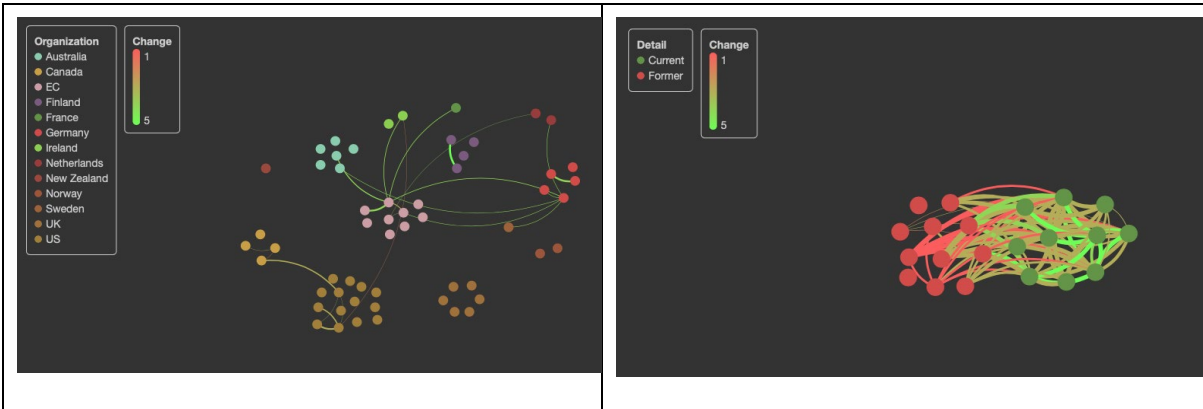 Organization
Australia
Canada
EC
Finland
France
Germany
Ireland
Netherlands
New Zealand
Norway
Sweden
UK
US
Change
1
5
Detail
Current
Former
Change
1
5